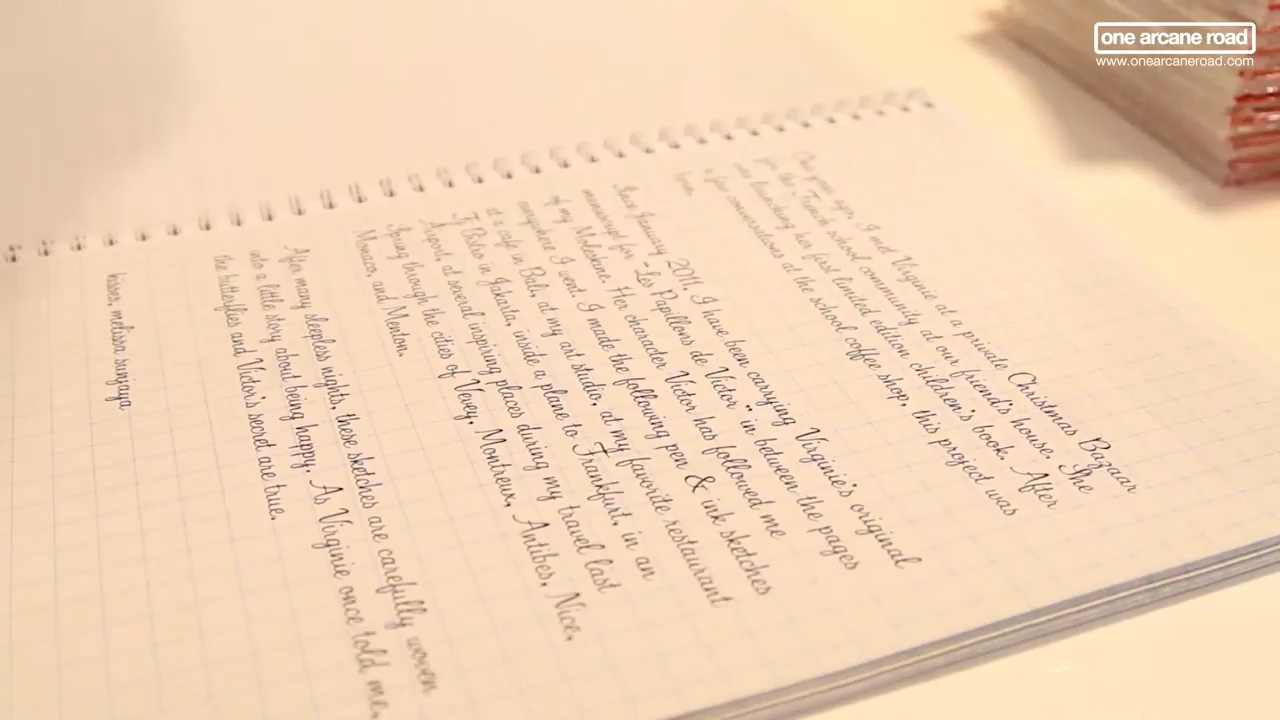 one arcane road
www.onearcaneroad.com
One year ago, I met Virginie at a private Christmas Bazaar
for the French school community at our friend's house. She
was launching her first limited edition children's book. After
a few conversations at the school coffee shop, this project was
born.
Since January 2011, I have been carrying Virginie's original
manuscript for "Les Papillons de Victor" in between the pages
of my Moleskine. Her character Victor has followed me
everywhere I went. I made the following pen & ink sketches
at a café in Bali, at my art studio, at my favorite restaurant
Bistro in Jakarta, inside a plane to Frankfurt, in an
Airport, at several inspiring places during my travel last
Spring through the cities of Vevey, Montreux, Antibes, Nice,
Monaco, and Menton.
After many sleepless nights, these sketches are carefully woven
into a little story about being happy. As Virginie once told me,
the butterflies and Victor's secret are true.
kisses, melissa sunjaya